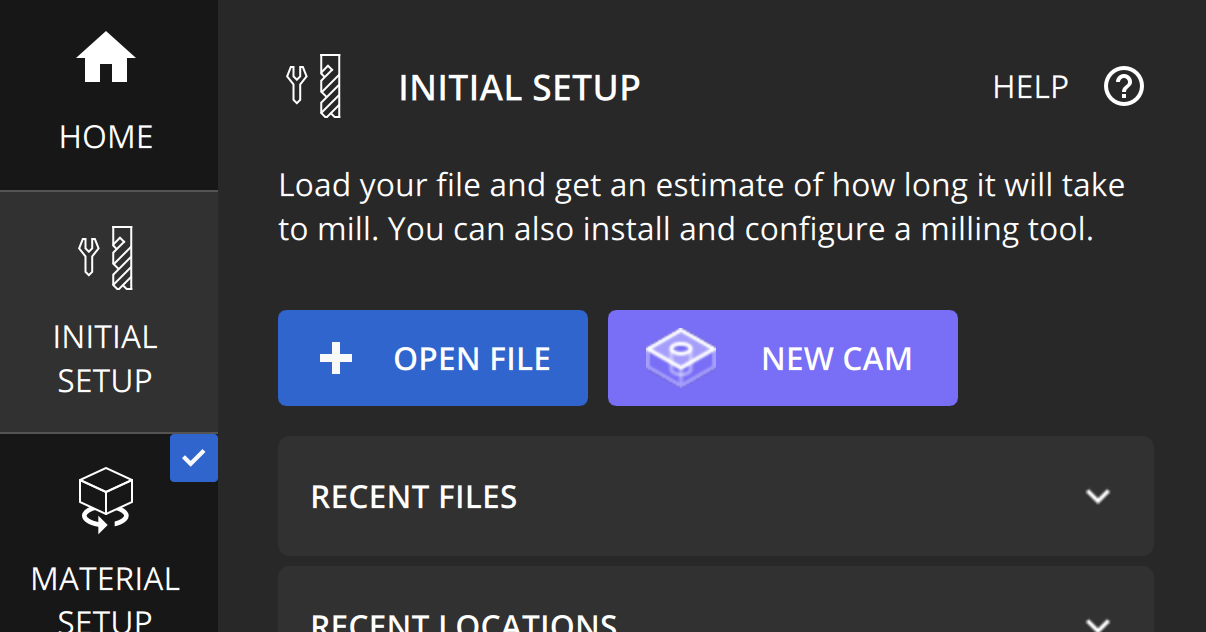 HOME
INITIAL
SETUP
MATERIAL
SETUP
INITIAL SETUP
HELP
Load your file and get an estimate of how long it will take
to mill. You can also install and configure a milling tool.
OPEN FILE
NEW CAM
RECENT FILES
RECENT LOCATIONS